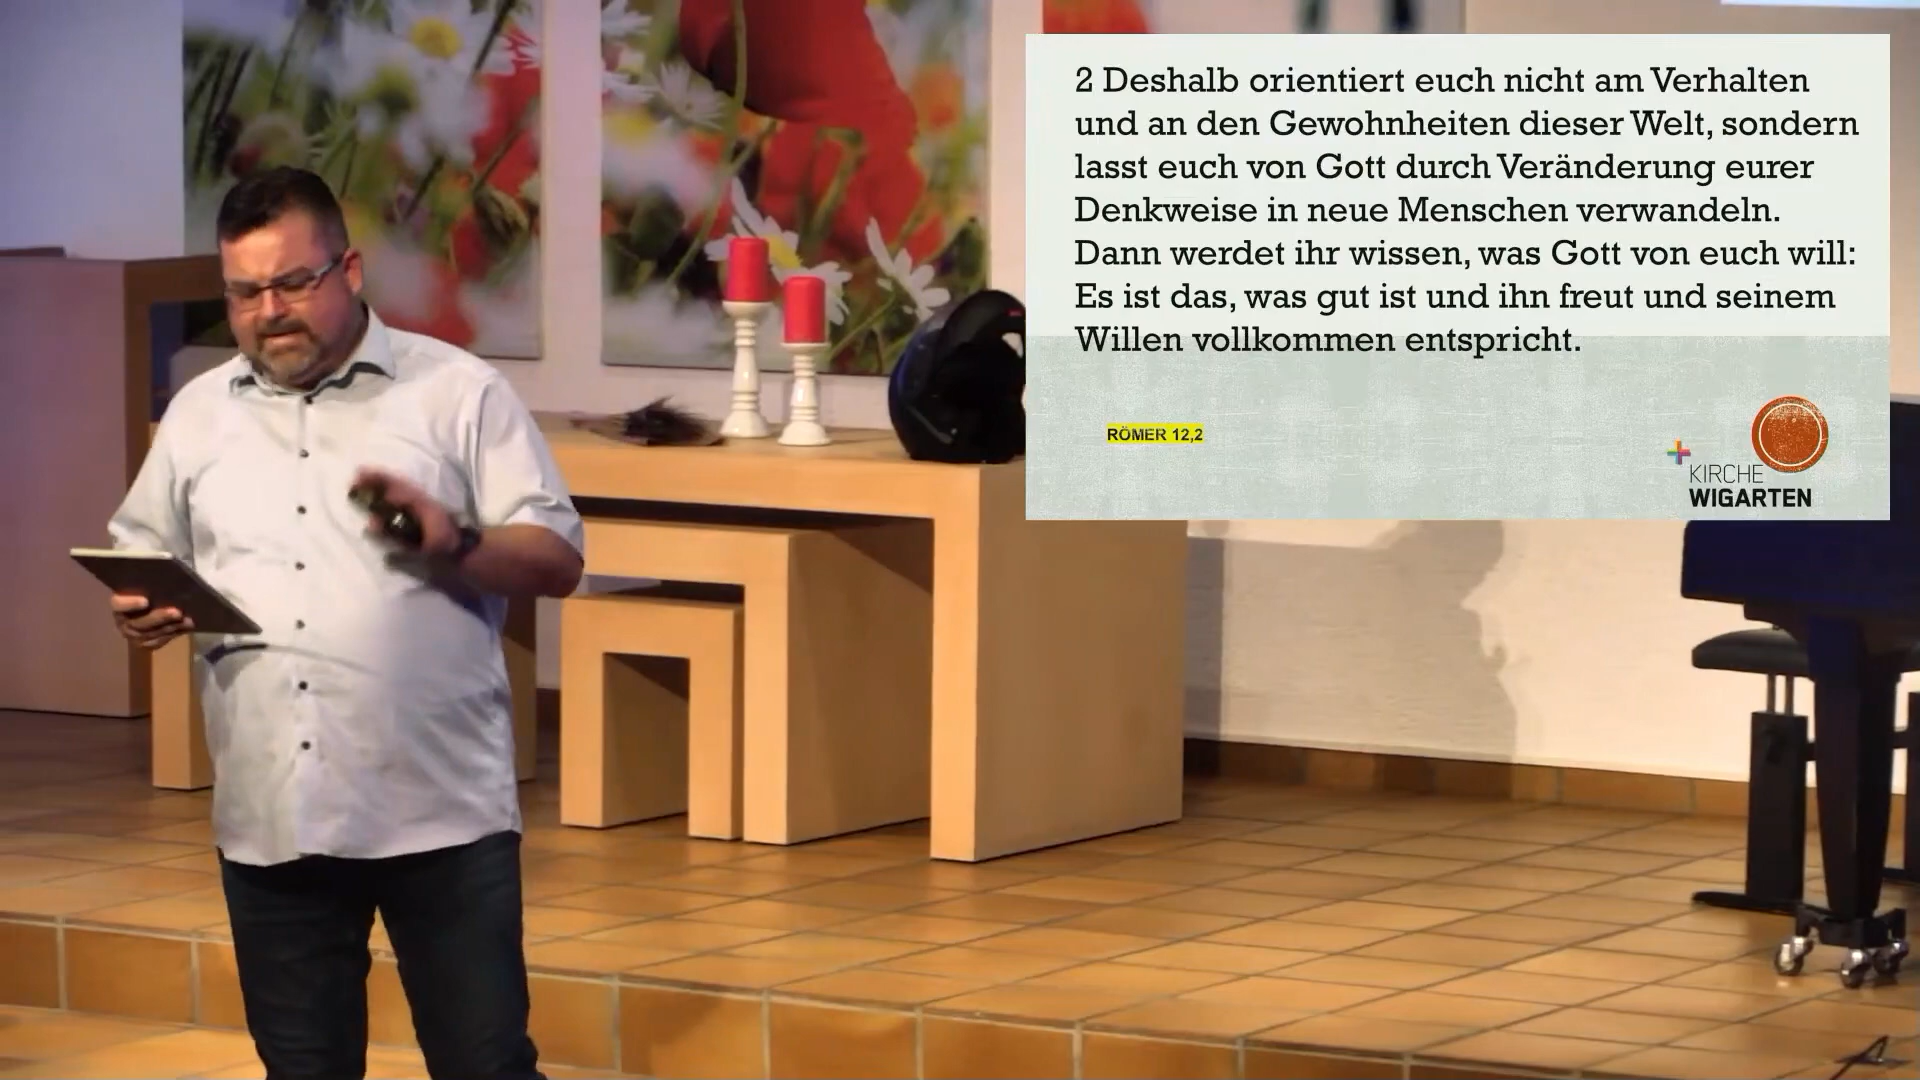 2 Deshalb orientiert euch nicht am Verhalten
und an den Gewohnheiten dieser Welt, sondern
lasst euch von Gott durch Veränderung eurer
Denkweise in neue Menschen verwandeln.
Dann werdet ihr wissen, was Gott von euch will:
Es ist das, was gut ist und ihn freut und seinem
Willen vollkommen entspricht.
RÖMER 12,2
KIRCHE
WIGARTEN